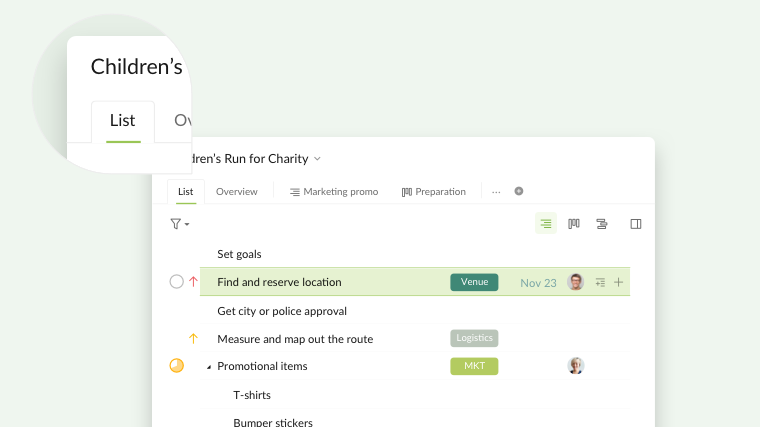 Children's
List
Ov
dren's Run for Charity
List Overview Marketing promo Preparation ...
Set goals
Find and reserve location Venue Nov 23
Get city or police approval
Measure and map out the route Logistics
Promotional items MKT
T-shirts
Bumper stickers